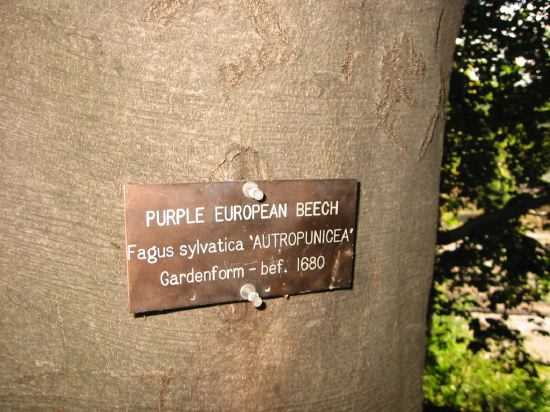 PURPLE EUROPEAN BEECH
Fagus sylvatica 'AUTROPUNICEA'
Gardenform - bef. 1680